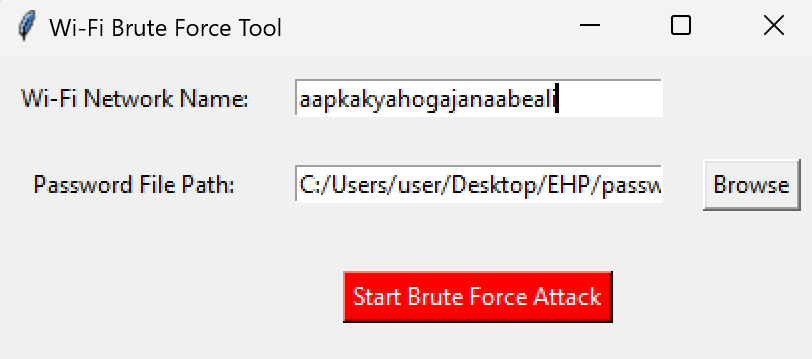 Wi-Fi Brute Force Tool
Wi-Fi Network Name: aapkakyahogajanaabeali
Password File Path: C:/Users/user/Desktop/EHP/passw Browse
Start Brute Force Attack